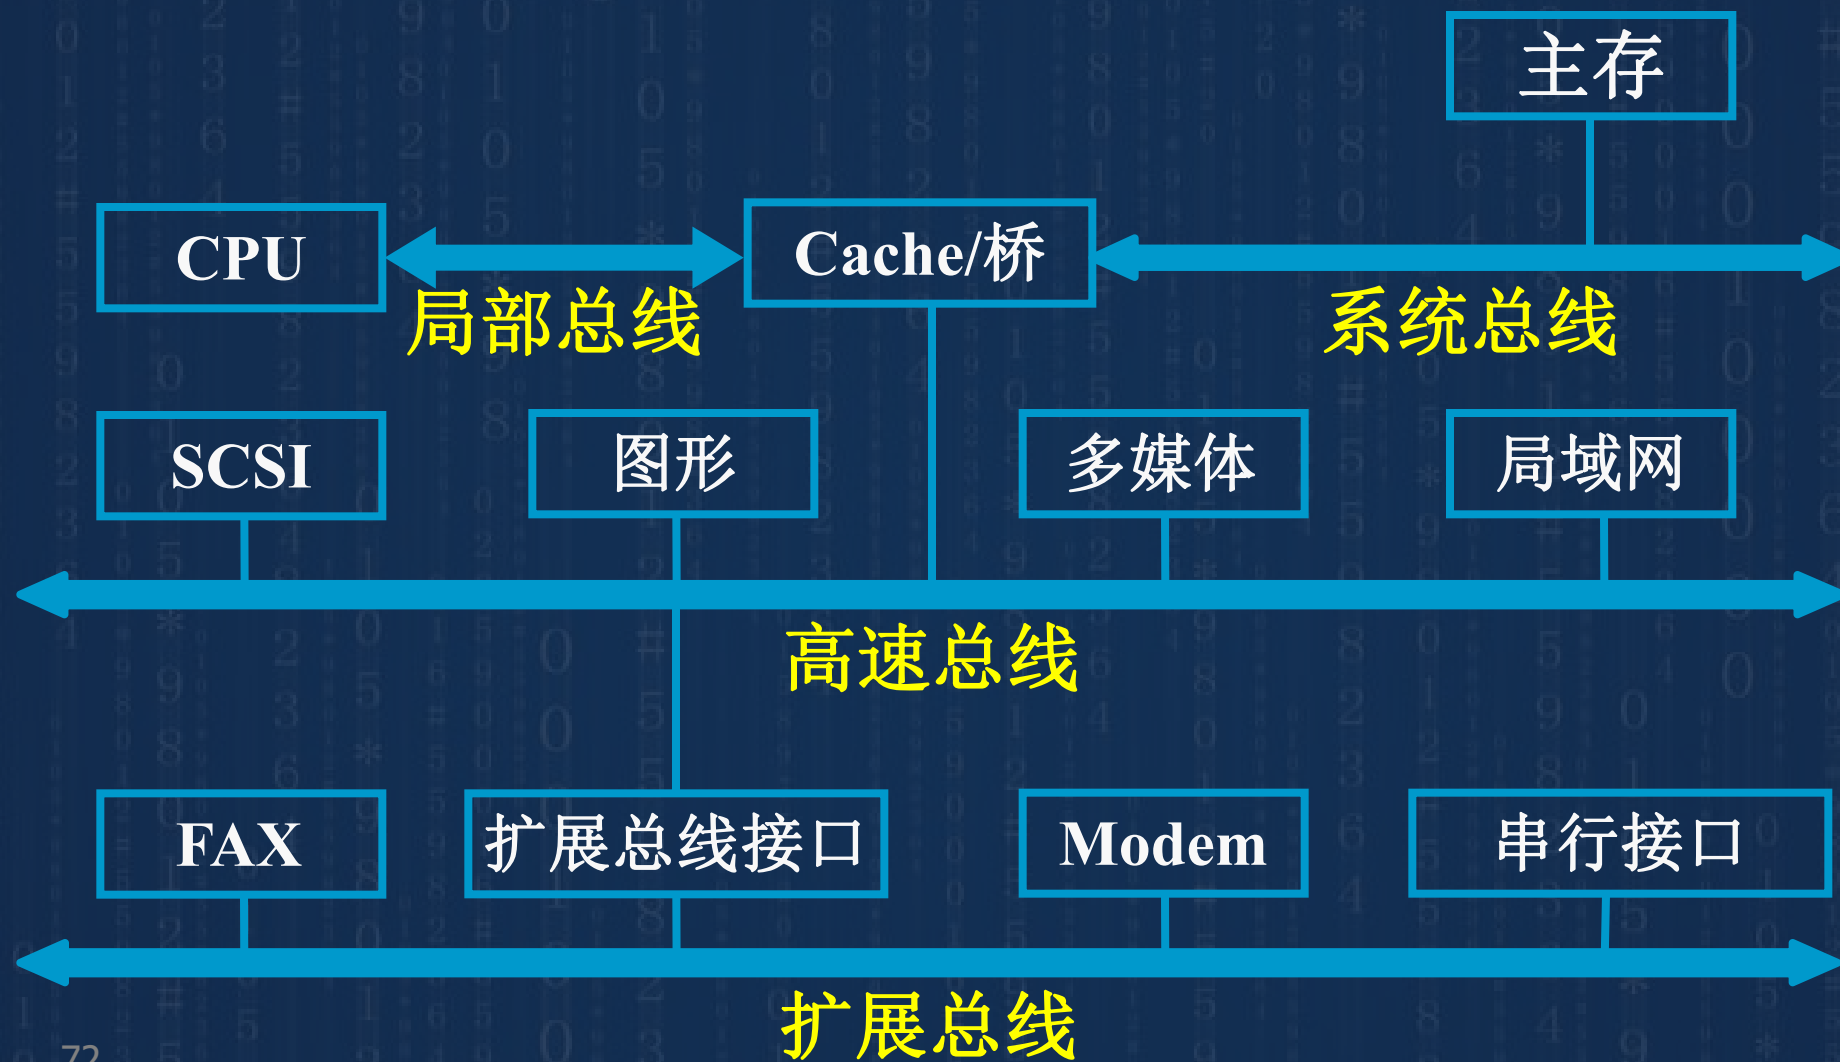 主存
CPU
Cache/桥
局部总线
系统总线
SCSI
图形
多媒体
局域网
高速总线
FAX
扩展总线接口
Modem
串行接口
扩展总线
72